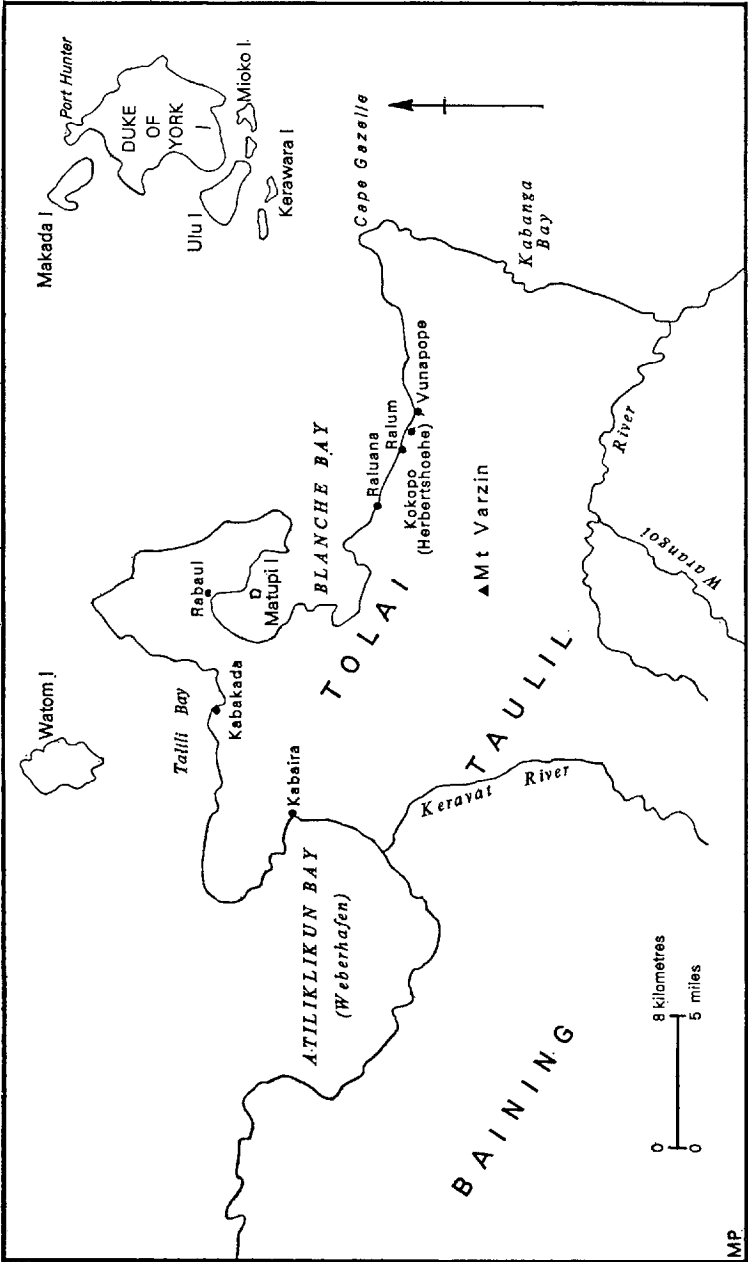 Port Hunter
DUKE
OF
YORK
I
Makada I
Mioko I.
Ulu I
Kerawara I
Cape Gazelle
Watom I
Rabaul
Matupi I
BLANCHE BAY
Talili Bay
Kabakada
Kabaira
Raluana
Ralum
Kokopo
(Herbertshoehe)
Vunapope
Kabanga
Bay
TOLAI
Mt Varzin
A·TILIKLIKUN BAY
(Weberhafen)
Keravat River
TAULIL
River
Warangoi
BAINING
0 8 kilometres
0 5 miles
MP